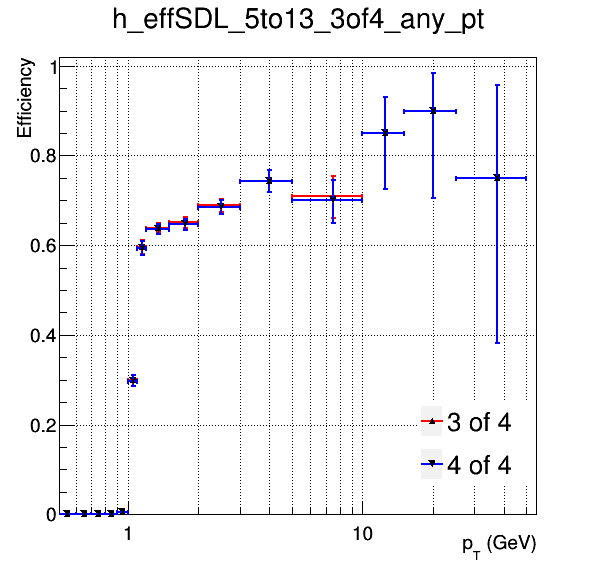 h_effSDL_5to13_3of4_any_pt
Efficiency
1
0.8
0.6
0.4
0.2
0
3 of 4
4 of 4
1
10
p_T (GeV)